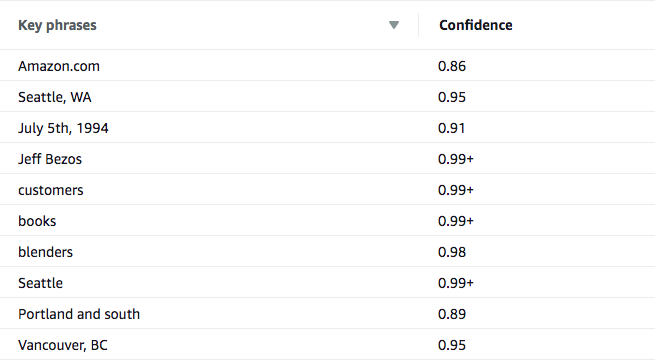 Key phrases Confidence
Amazon.com 0.86
Seattle, WA 0.95
July 5th, 1994 0.91
Jeff Bezos 0.99+
customers 0.99+
books 0.99+
blenders 0.98
Seattle 0.99+
Portland and south 0.89
Vancouver, BC 0.95